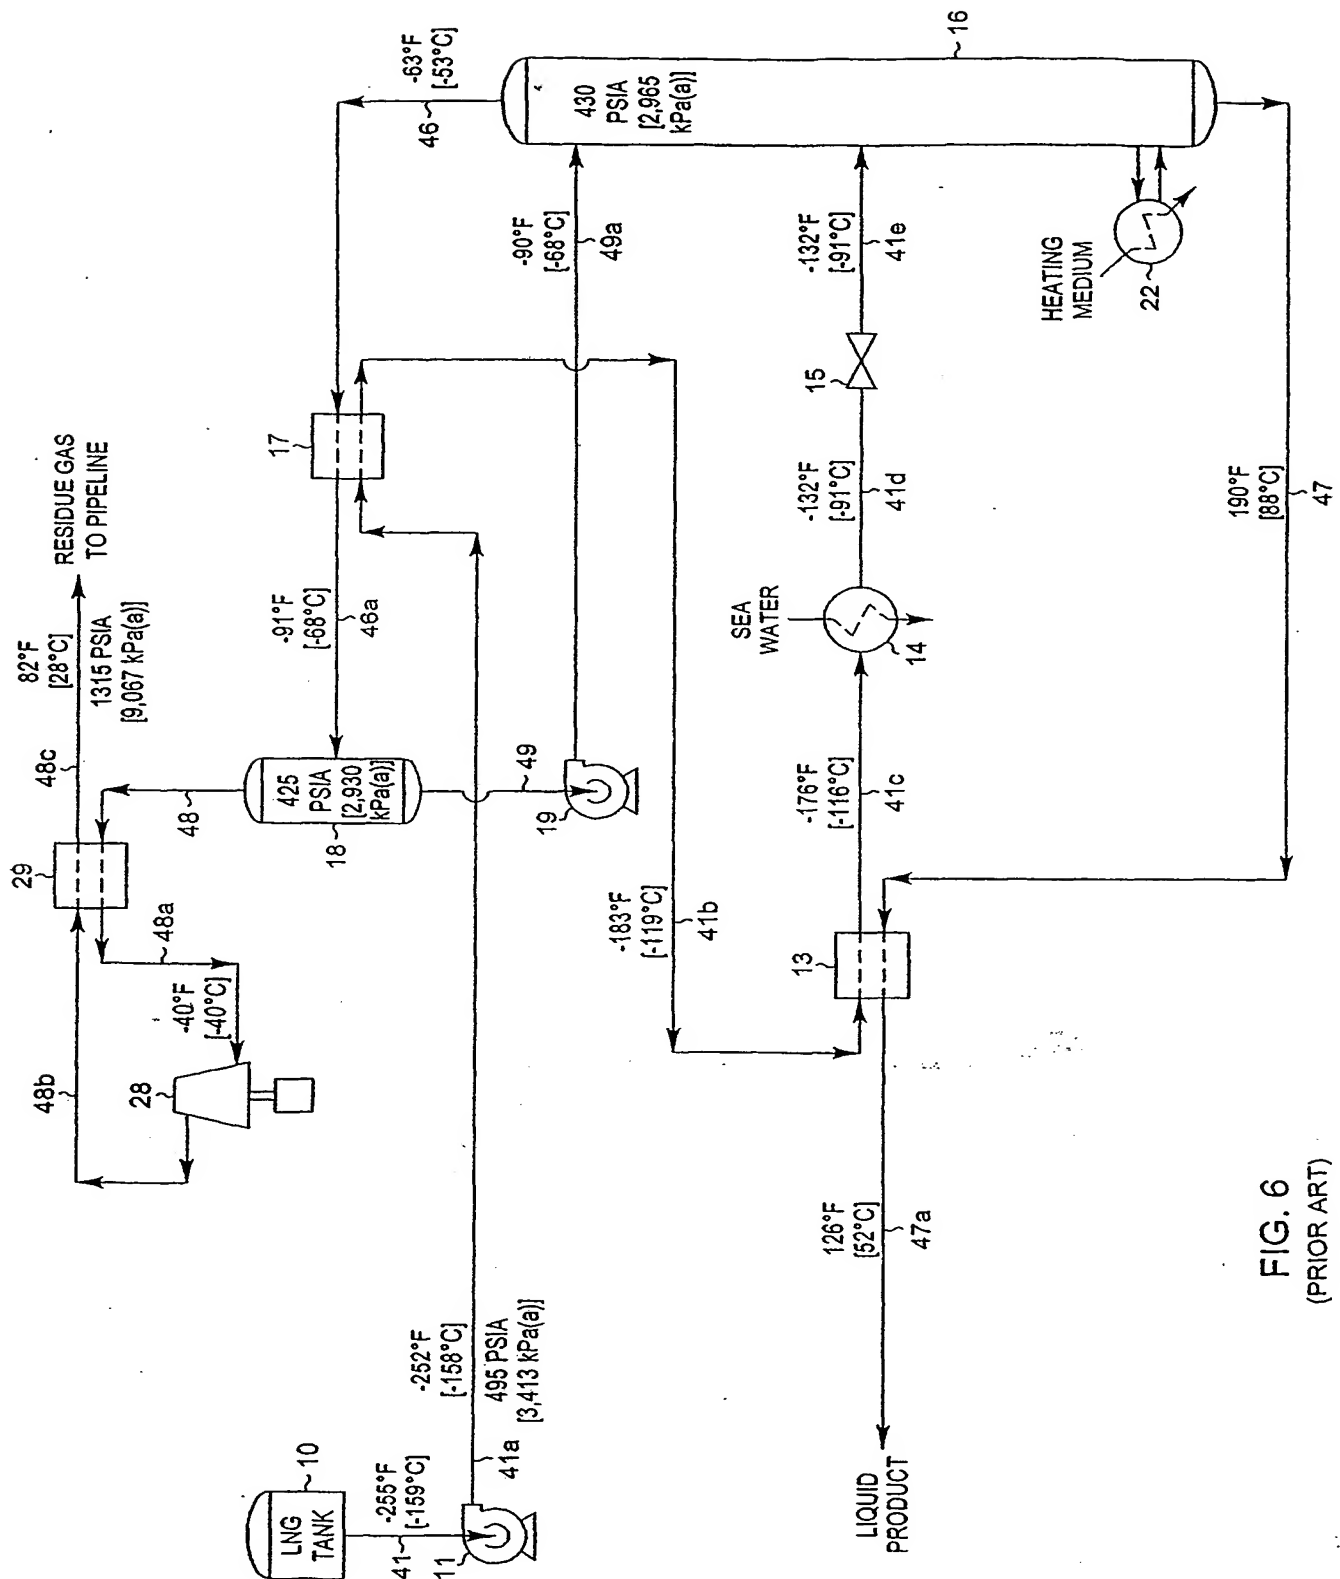 RESIDUE GAS
TO PIPELINE
82°F
[28°C]
1315 PSIA
[9,067 kPa(a)]
48c
29
48
48a
-40°F
[-40°C]
48b
28
425
PSIA
[2,930
kPa(a)]
18
49
19
-91°F
[-68°C]
46a
17
-63°F
[-53°C]
46
16
430
PSIA
[2,965
kPa(a)]
-90°F
[-68°C]
49a
LNG
TANK
10
-255°F
[-159°C]
41
11
-252°F
[-158°C]
495 PSIA
[3,413 kPa(a)]
41a
-183°F
[-119°C]
41b
13
-176°F
[-116°C]
41c
SEA
WATER
14
-132°F
[-91°C]
41d
15
-132°F
[-91°C]
41e
HEATING
MEDIUM
22
190°F
[88°C]
47
126°F
[52°C]
47a
LIQUID
PRODUCT
FIG. 6
(PRIOR ART)